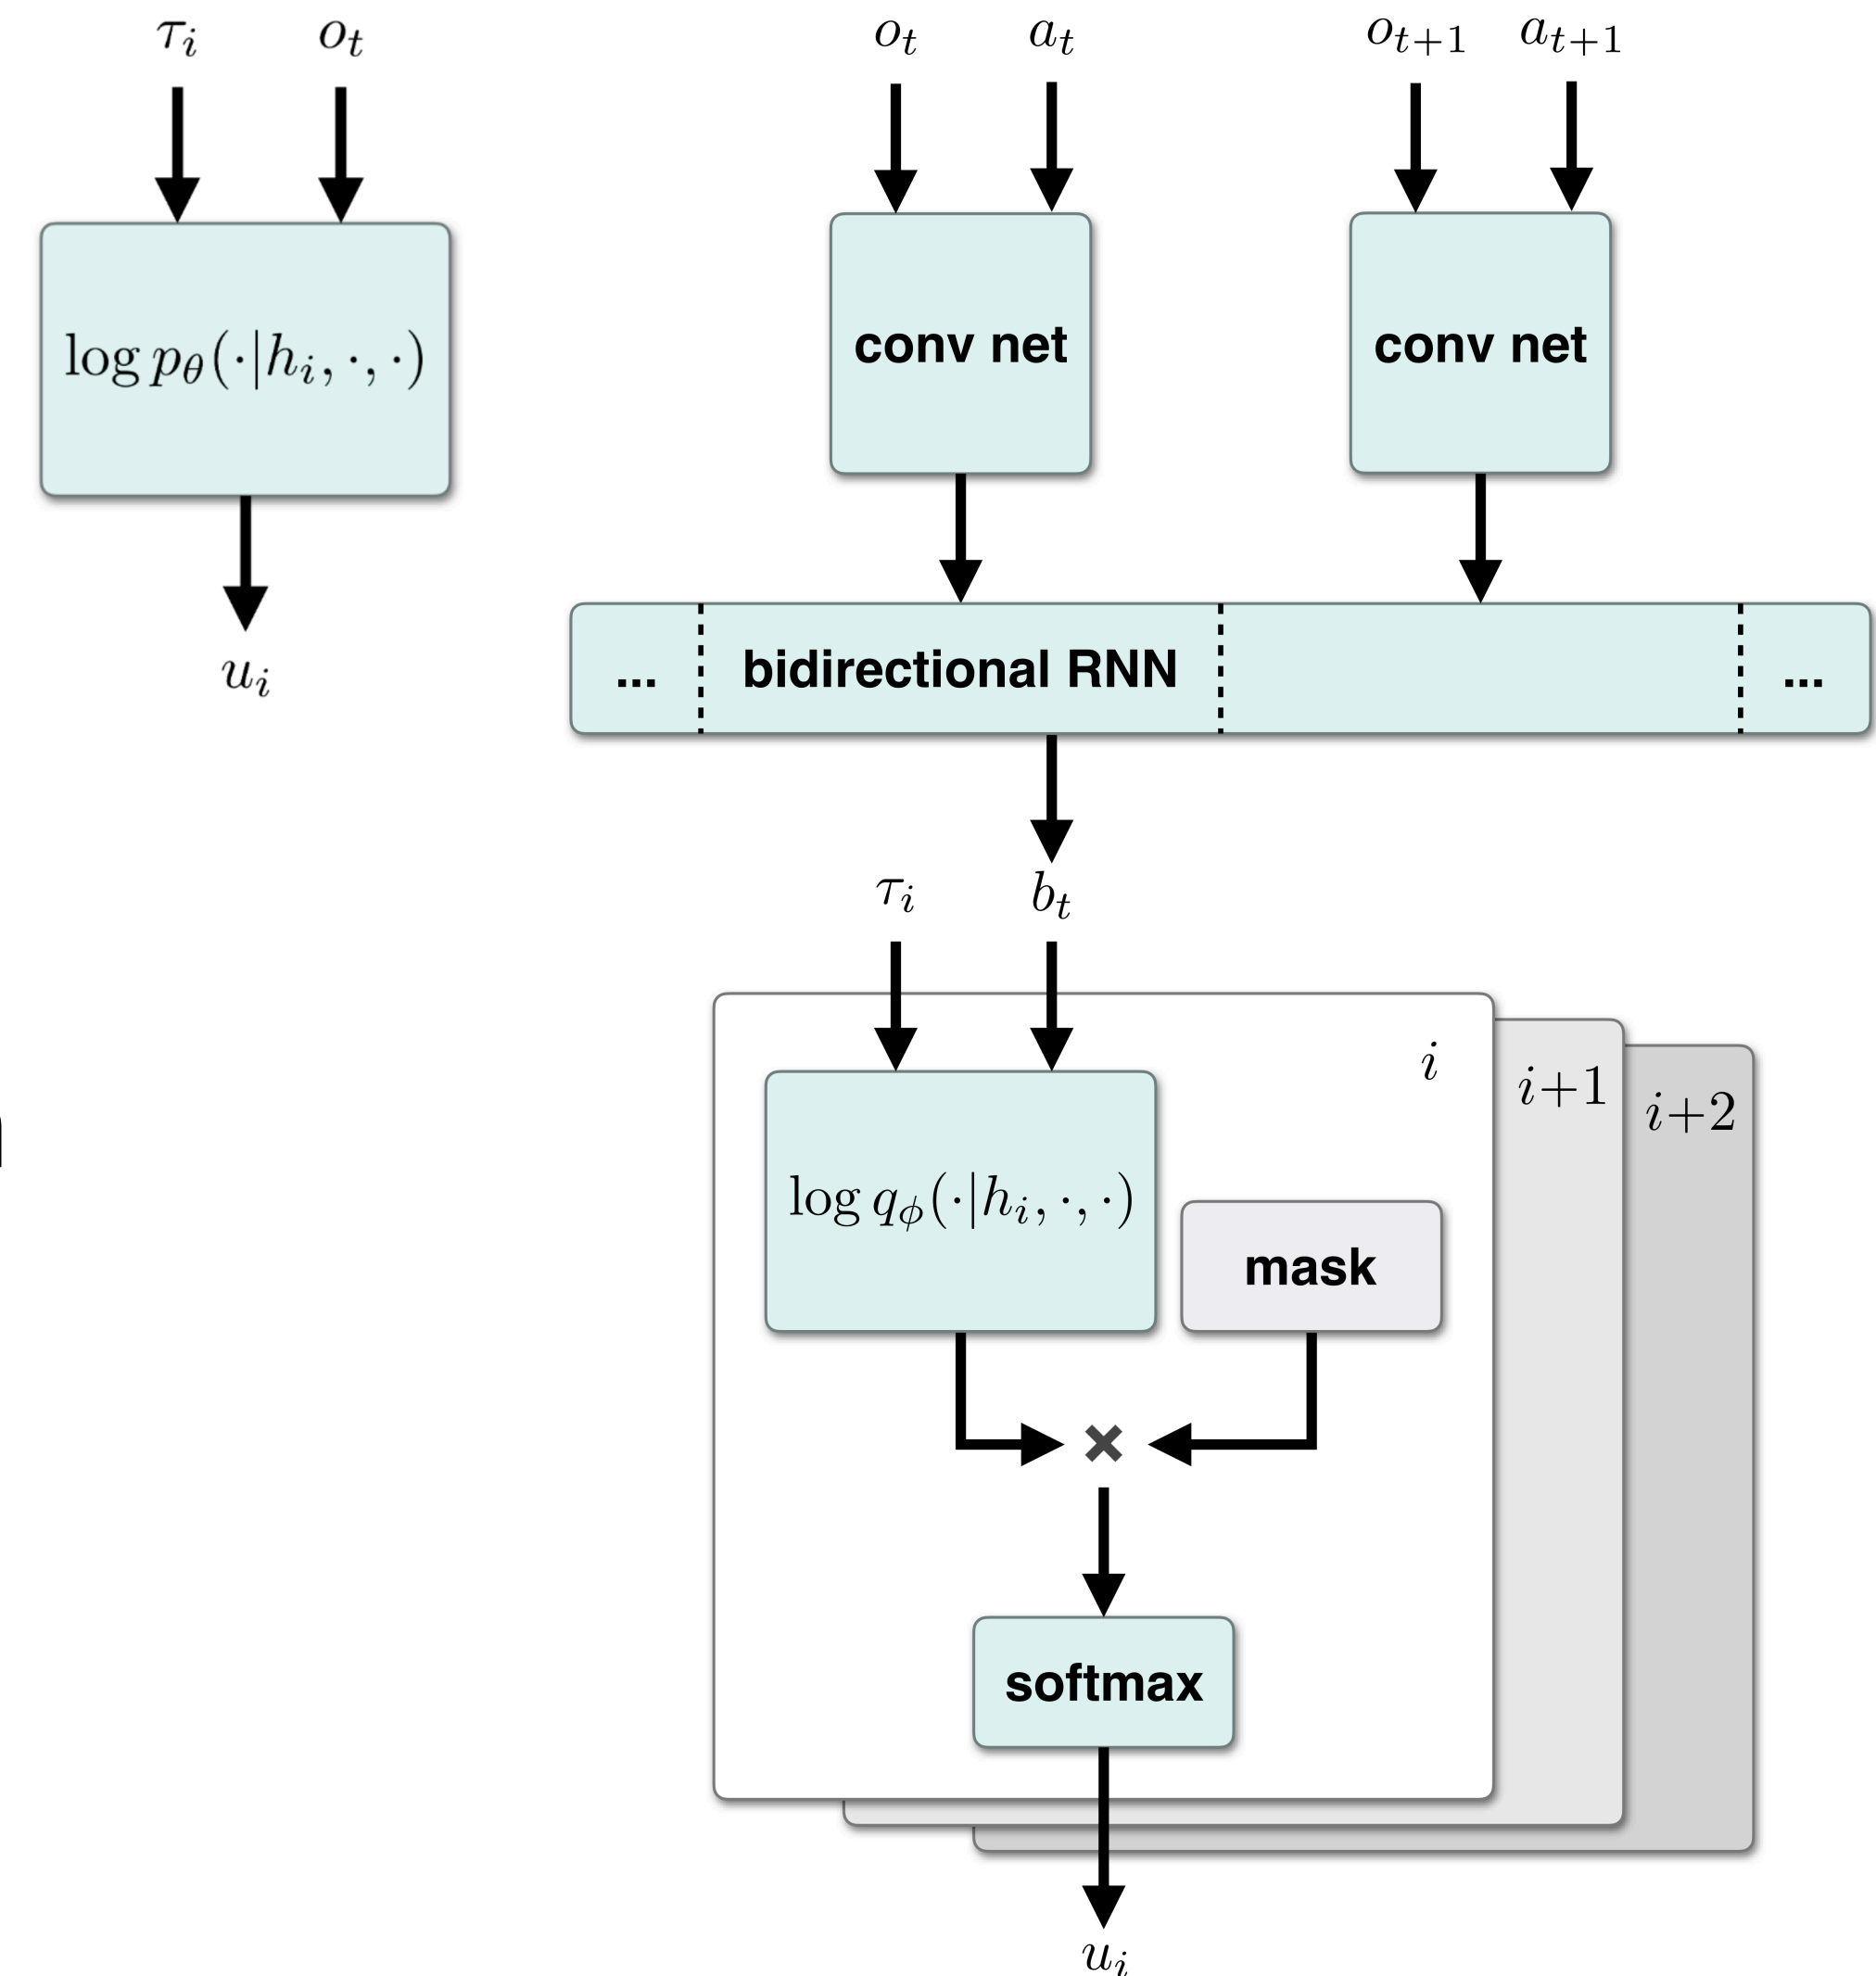 τ_i o_t
log p_θ(·|h_i, ·, ·)
u_i
o_t a_t o_{t+1} a_{t+1}
conv net conv net
... bidirectional RNN ...
τ_i b_t
i
i+1
i+2
log q_ϕ(·|h_i, ·, ·)
mask
×
softmax
u_i